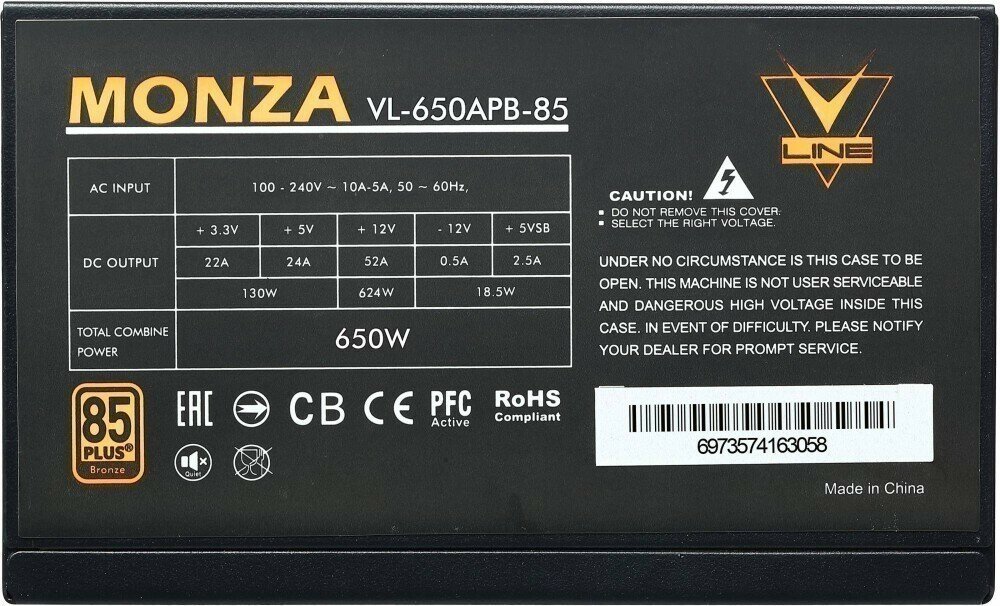 MONZA VL-650APB-85
V LINE
AC INPUT 100 - 240V ~ 10A-5A, 50 ~ 60Hz,
DC OUTPUT
+ 3.3V + 5V + 12V - 12V + 5VSB
22A 24A 52A 0.5A 2.5A
130W 624W 18.5W
TOTAL COMBINE
POWER
650W
CAUTION!
▪ DO NOT REMOVE THIS COVER.
▪ SELECT THE RIGHT VOLTAGE.
UNDER NO CIRCUMSTANCE IS THIS CASE TO BE
OPEN. THIS MACHINE IS NOT USER SERVICEABLE
AND DANGEROUS HIGH VOLTAGE INSIDE THIS
CASE. IN EVENT OF DIFFICULTY. PLEASE NOTIFY
YOUR DEALER FOR PROMPT SERVICE.
85
PLUS®
Bronze
EAC CB CE PFC
Active
RoHS
Compliant
Quiet
6973574163058
Made in China